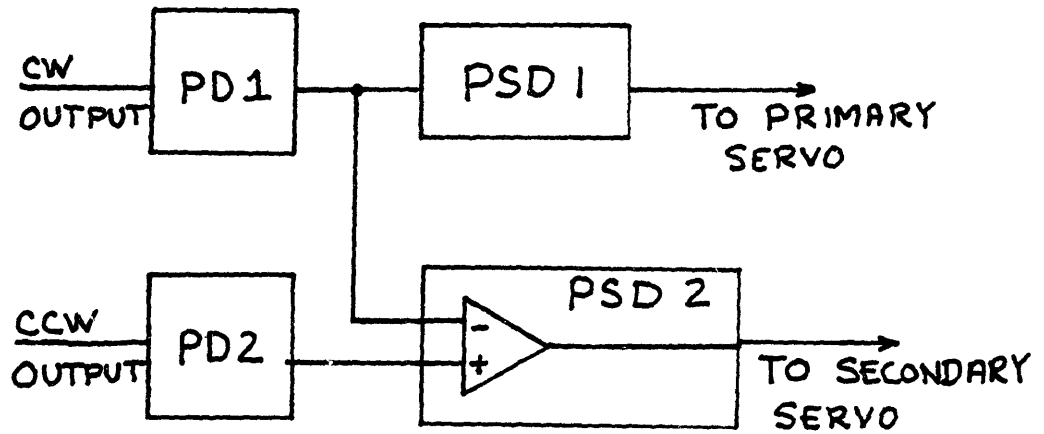 CW
OUTPUT
PD1
PSD 1
TO PRIMARY
SERVO
CCW
OUTPUT
PD2
PSD 2
-
+
TO SECONDARY
SERVO